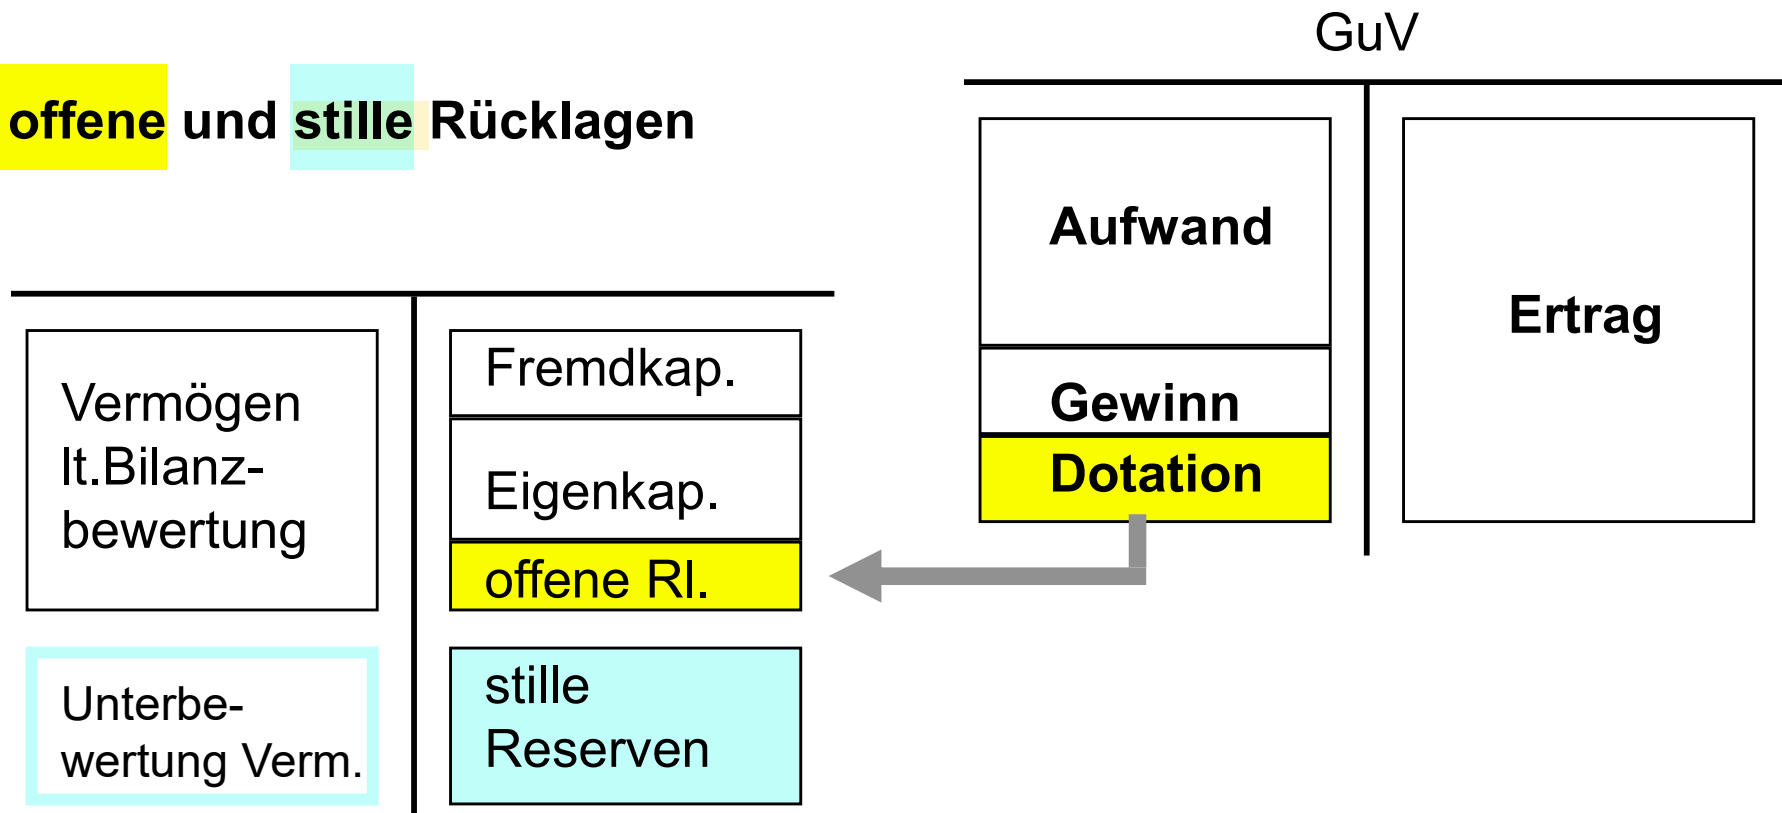 GuV
offene und stille Rücklagen
Aufwand
Ertrag
Gewinn
Dotation
Vermögen
lt.Bilanz-
bewertung
Fremdkap.
Eigenkap.
offene Rl.
Unterbe-
wertung Verm.
stille
Reserven